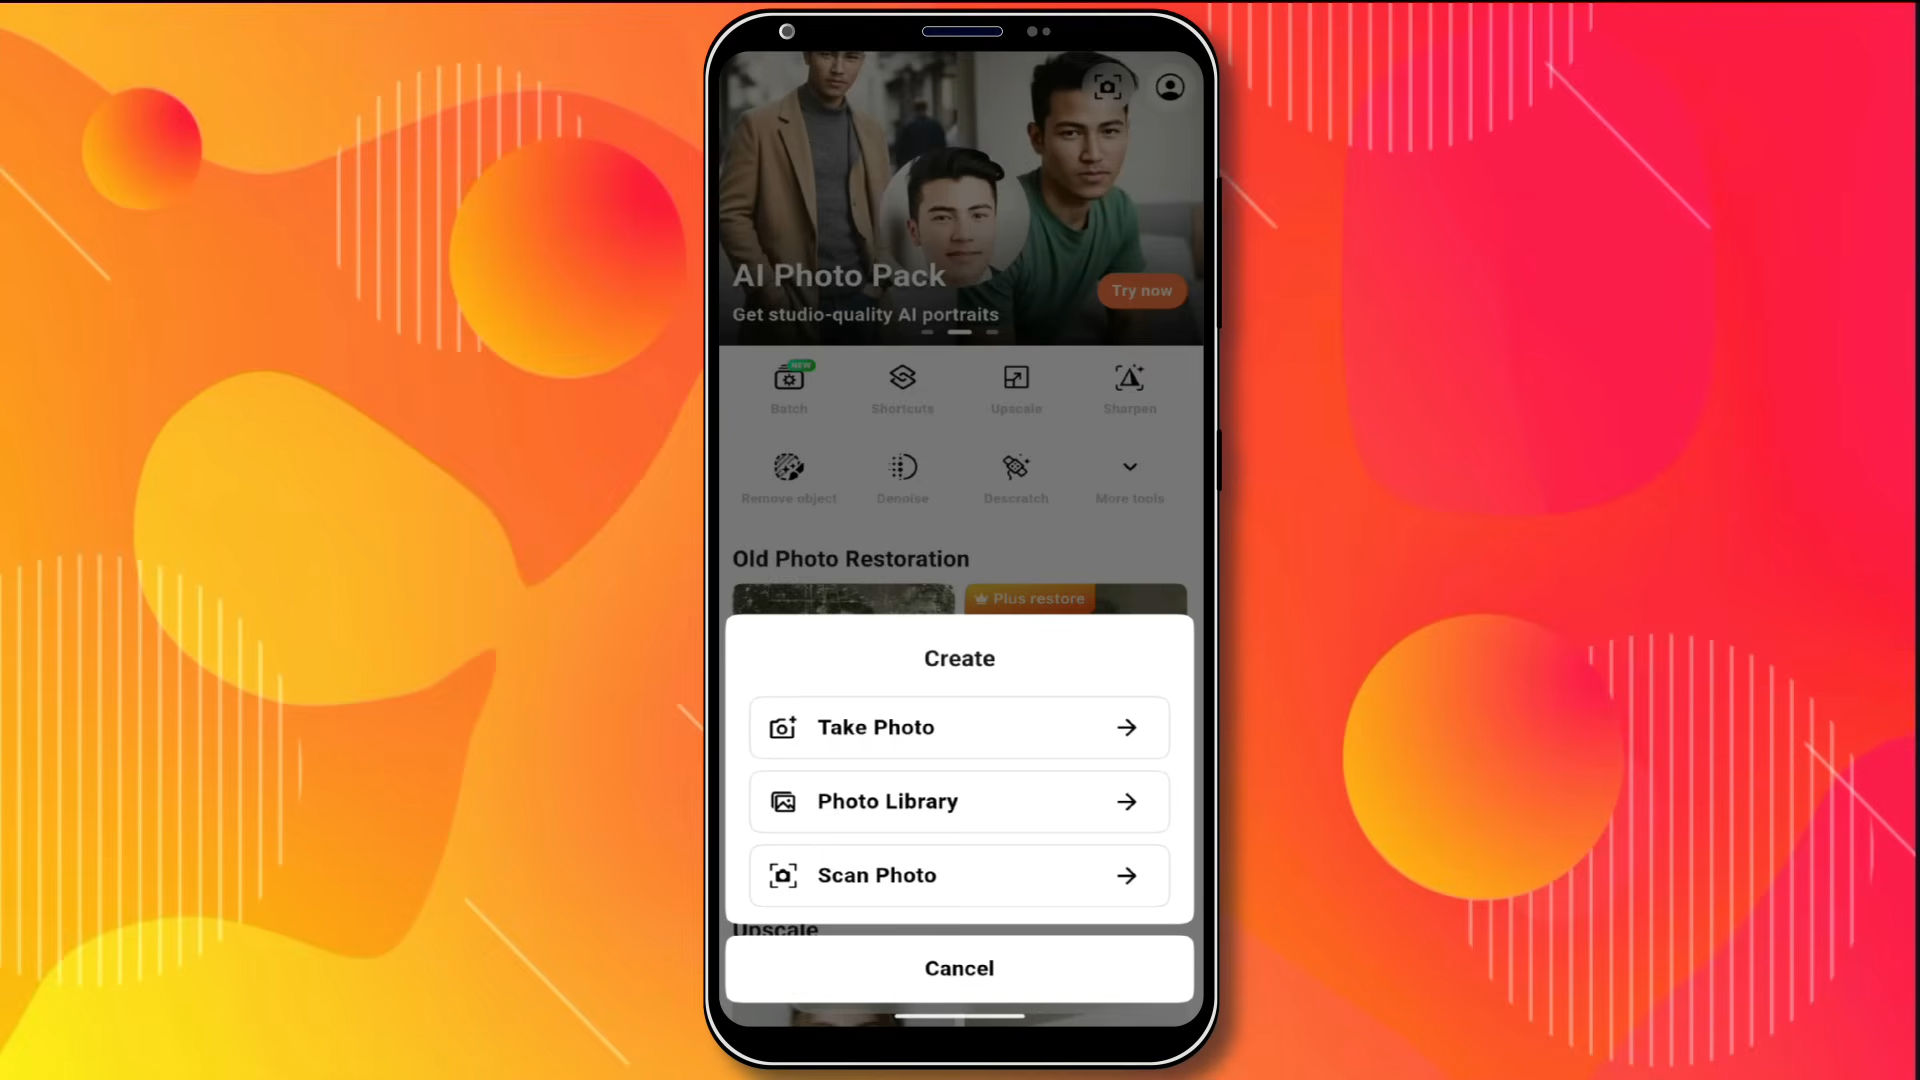 AI Photo Pack
Get studio-quality AI portraits
Try now
NEW
Batch
Shortcuts
Upscale
Sharpen
Remove object
Denoise
Descratch
More tools
Old Photo Restoration
Plus restore
Create
Take Photo
Photo Library
Scan Photo
Upscale
Cancel